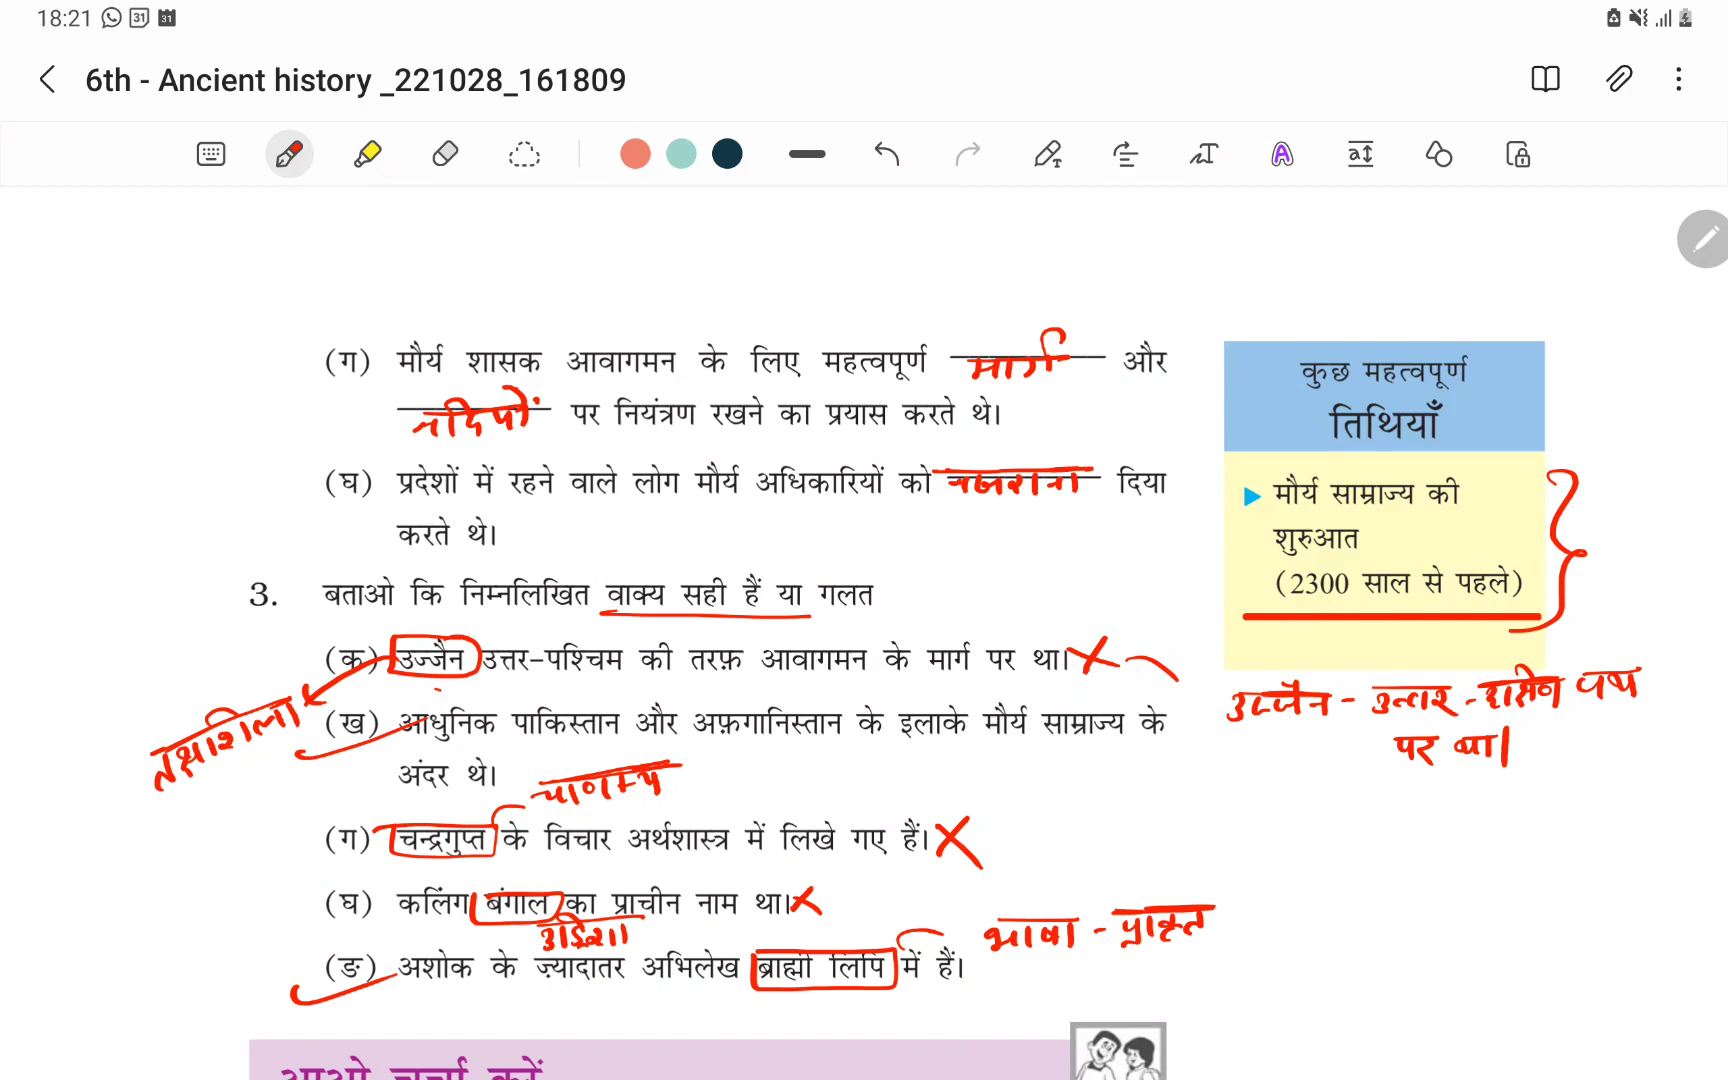 18:21
6th - Ancient history _221028_161809
(ग) मौर्य शासक आवागमन के लिए महत्वपूर्ण मार्ग और
नदियों पर नियंत्रण रखने का प्रयास करते थे।
(घ) प्रदेशों में रहने वाले लोग मौर्य अधिकारियों को नजराना दिया
करते थे।
3. बताओ कि निम्नलिखित वाक्य सही हैं या गलत
(क) उज्जैन उत्तर-पश्चिम की तरफ़ आवागमन के मार्ग पर था।
तक्षशिला
(ख) आधुनिक पाकिस्तान और अफ़गानिस्तान के इलाके मौर्य साम्राज्य के
अंदर थे।
चाणक्य
(ग) चन्द्रगुप्त के विचार अर्थशास्त्र में लिखे गए हैं।
(घ) कलिंग बंगाल का प्राचीन नाम था।
उड़िशा
(ङ) अशोक के ज़्यादातर अभिलेख ब्राह्मी लिपि में हैं।
भाषा - प्राकृत
कुछ महत्वपूर्ण
तिथियाँ
मौर्य साम्राज्य की
शुरुआत
(2300 साल से पहले)
उज्जैन - उत्तर - दक्षिण पथ
पर था।
आओ चर्चा करें